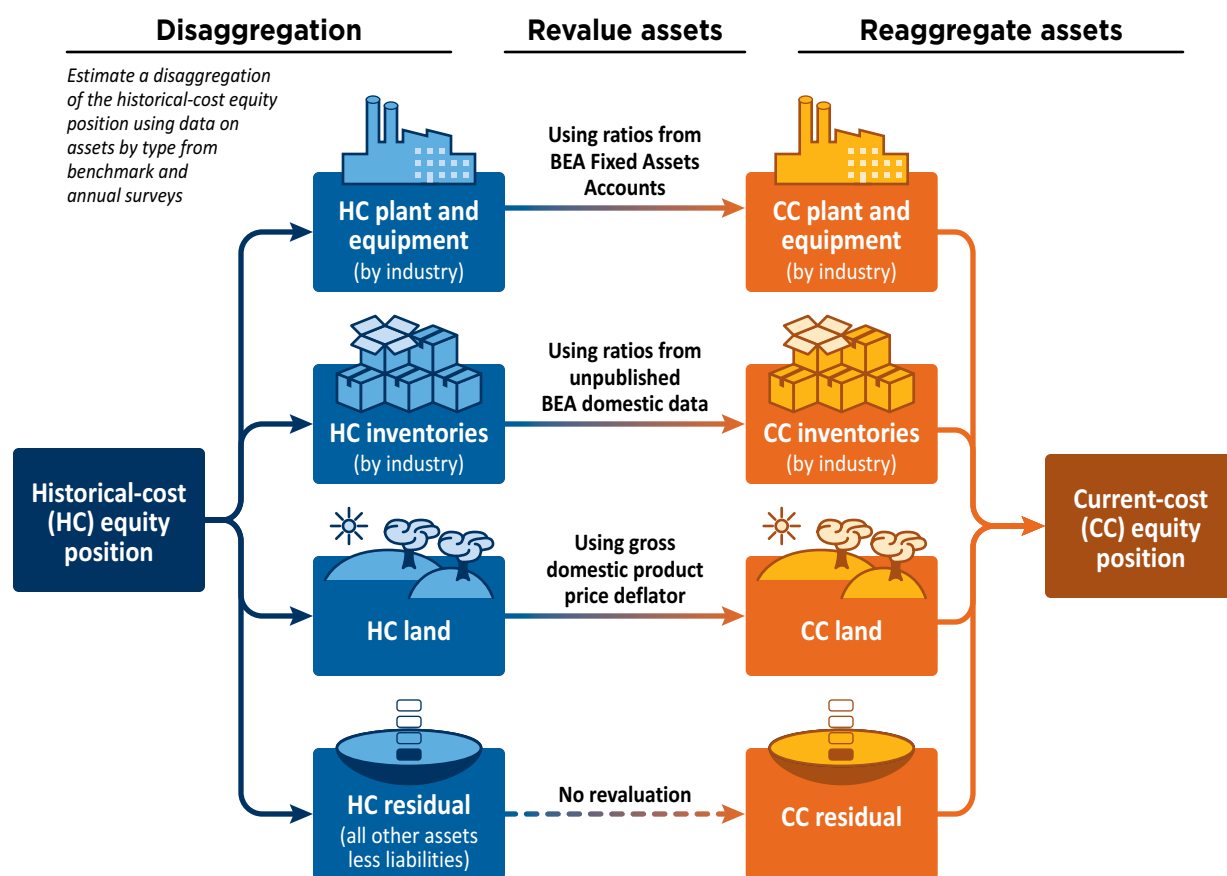 Disaggregation
Revalue assets
Reaggregate assets
Estimate a disaggregation
of the historical-cost equity
position using data on
assets by type from
benchmark and
annual surveys
Historical-cost
(HC) equity
position
HC plant and
equipment
(by industry)
Using ratios from
BEA Fixed Assets
Accounts
CC plant and
equipment
(by industry)
HC inventories
(by industry)
Using ratios from
unpublished
BEA domestic data
CC inventories
(by industry)
HC land
Using gross
domestic product
price deflator
CC land
HC residual
(all other assets
less liabilities)
No revaluation
CC residual
Current-cost
(CC) equity
position